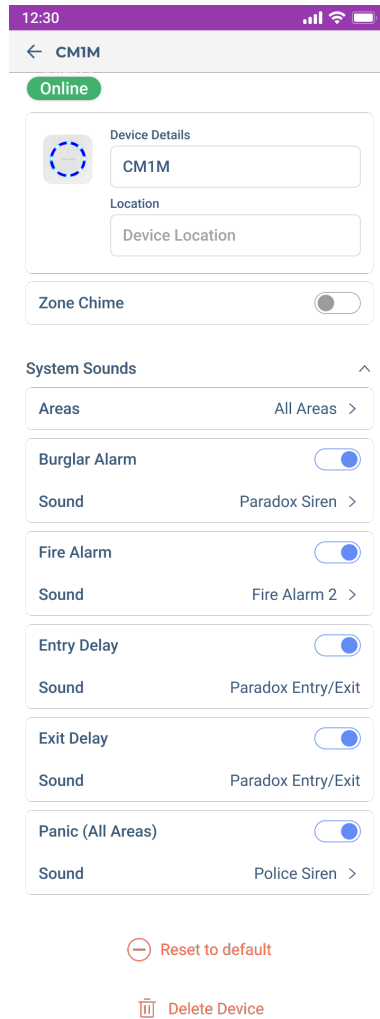 12:30
CM1M
Online
Device Details
CM1M
Location
Device Location
Zone Chime
System Sounds
Areas All Areas
Burglar Alarm
Sound Paradox Siren
Fire Alarm
Sound Fire Alarm 2
Entry Delay
Sound Paradox Entry/Exit
Exit Delay
Sound Paradox Entry/Exit
Panic (All Areas)
Sound Police Siren
Reset to default
Delete Device